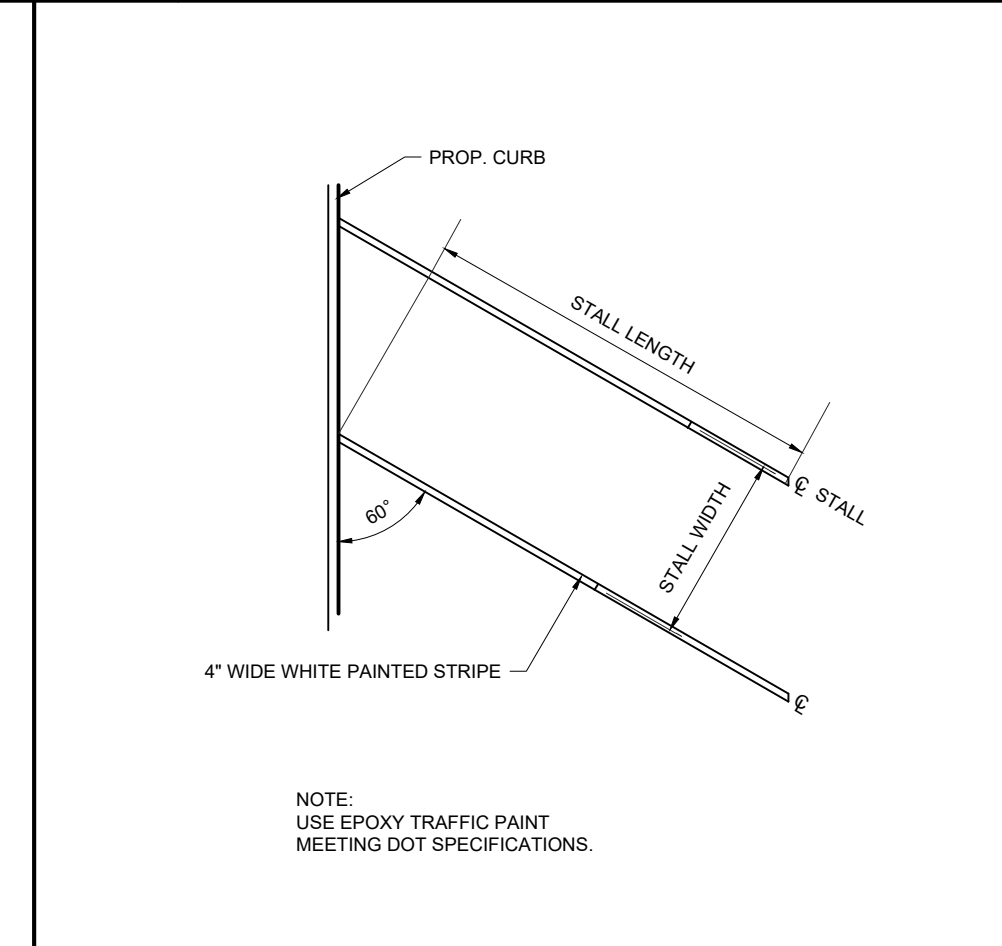 PROP. CURB
STALL LENGTH
℄ STALL
STALL WIDTH
60°
4" WIDE WHITE PAINTED STRIPE
℄
NOTE:
USE EPOXY TRAFFIC PAINT
MEETING DOT SPECIFICATIONS.